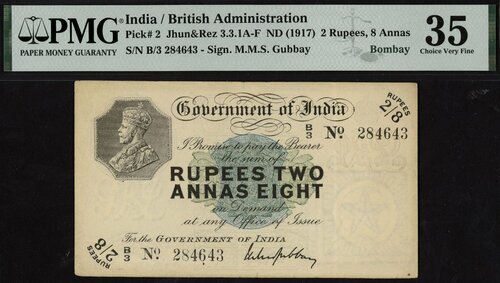 PMG
PAPER MONEY GUARANTY
India / British Administration
Pick# 2 Jhun&Rez 3.3.1A-F ND (1917) 2 Rupees, 8 Annas
S/N B/3 284643 - Sign. M.M.S. Gubbay
Bombay
35
Choice Very Fine
Government of India
RUPEES
2/8
B/3 No. 284643
I Promise to pay the Bearer
the sum of
RUPEES TWO
ANNAS EIGHT
on Demand
at any Office of Issue
For the GOVERNMENT OF INDIA
RUPEES
2/8
B/3 No. 284643